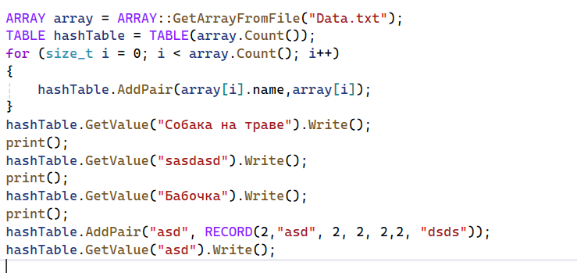 ARRAY array = ARRAY::GetArrayFromFile("Data.txt");
TABLE hashTable = TABLE(array.Count());
for (size_t i = 0; i < array.Count(); i++)
{
    hashTable.AddPair(array[i].name,array[i]);
}
hashTable.GetValue("Собака на траве").Write();
print();
hashTable.GetValue("sasdasd").Write();
print();
hashTable.GetValue("Бабочка").Write();
print();
hashTable.AddPair("asd", RECORD(2,"asd", 2, 2, 2,2, "dsds"));
hashTable.GetValue("asd").Write();